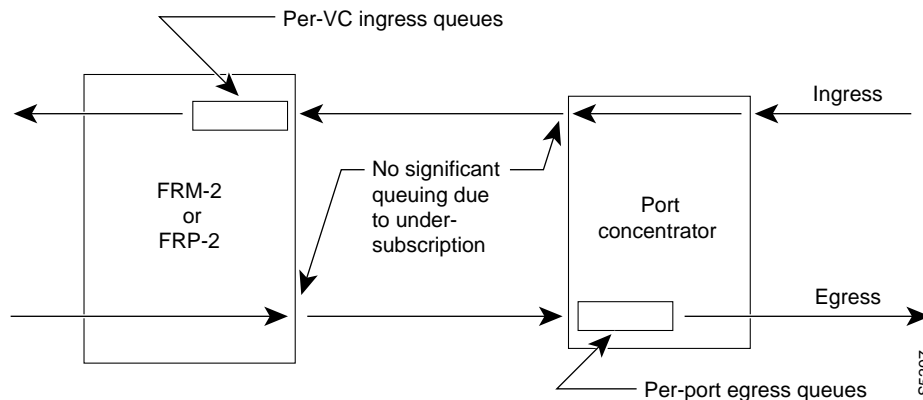 Per-VC ingress queues
Ingress
No significant
queuing due
to under-
subscription
FRM-2
or
FRP-2
Port
concentrator
Egress
Per-port egress queues